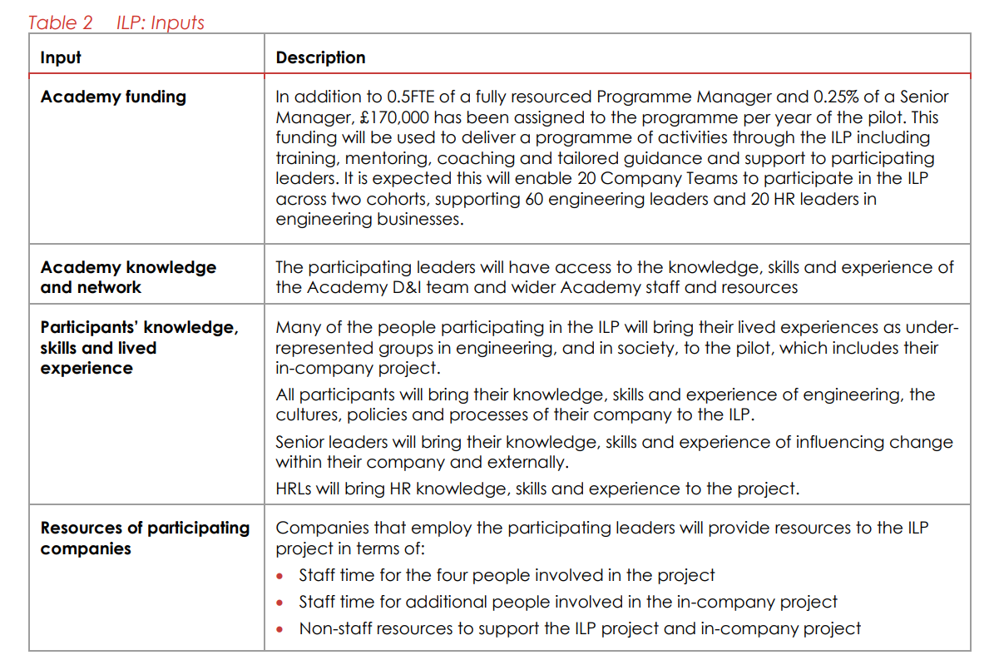 Table 2 ILP: Inputs
Input
Description
Academy funding
In addition to 0.5FTE of a fully resourced Programme Manager and 0.25% of a Senior
Manager, £170,000 has been assigned to the programme per year of the pilot. This
funding will be used to deliver a programme of activities through the ILP including
training, mentoring, coaching and tailored guidance and support to participating
leaders. It is expected this will enable 20 Company Teams to participate in the ILP
across two cohorts, supporting 60 engineering leaders and 20 HR leaders in
engineering businesses.
Academy knowledge
and network
The participating leaders will have access to the knowledge, skills and experience of
the Academy D&I team and wider Academy staff and resources
Participants’ knowledge,
skills and lived
experience
Many of the people participating in the ILP will bring their lived experiences as under-
represented groups in engineering, and in society, to the pilot, which includes their
in-company project.
All participants will bring their knowledge, skills and experience of engineering, the
cultures, policies and processes of their company to the ILP.
Senior leaders will bring their knowledge, skills and experience of influencing change
within their company and externally.
HRLs will bring HR knowledge, skills and experience to the project.
Resources of participating
companies
Companies that employ the participating leaders will provide resources to the ILP
project in terms of:
• Staff time for the four people involved in the project
• Staff time for additional people involved in the in-company project
• Non-staff resources to support the ILP project and in-company project